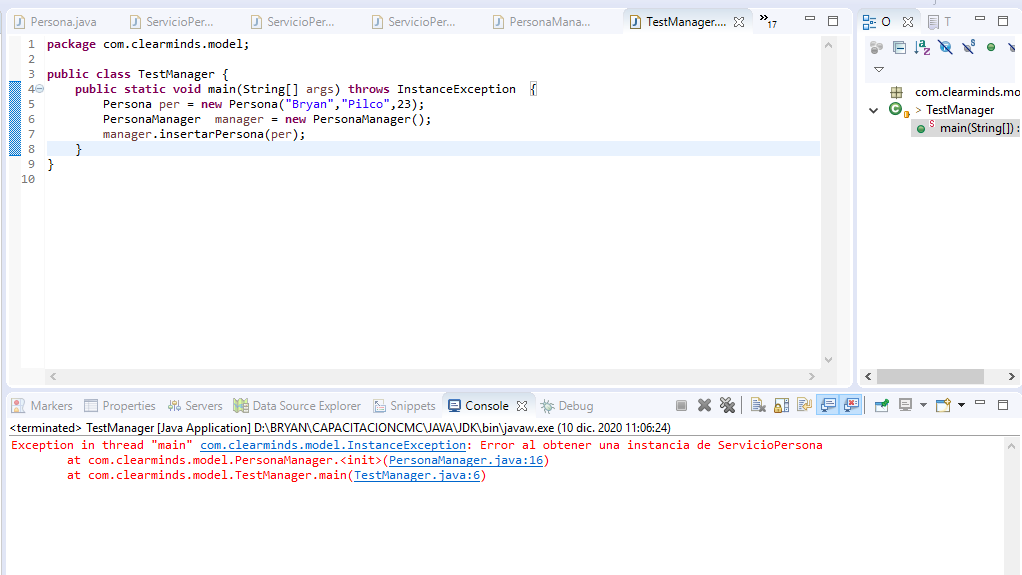 Persona.java ServicioPer... ServicioPer... ServicioPer... PersonaMana... TestManager.... »17
O T
1 package com.clearminds.model;
2
3 public class TestManager {
4 public static void main(String[] args) throws InstanceException {
5 Persona per = new Persona("Bryan","Pilco",23);
6 PersonaManager manager = new PersonaManager();
7 manager.insertarPersona(per);
8 }
9 }
10
com.clearminds.mo
> TestManager
S main(String[]) :
Markers Properties Servers Data Source Explorer Snippets Console Debug
<terminated> TestManager [Java Application] D:\BRYAN\CAPACITACIONCMC\JAVA\JDK\bin\javaw.exe (10 dic. 2020 11:06:24)
Exception in thread "main" com.clearminds.model.InstanceException: Error al obtener una instancia de ServicioPersona
at com.clearminds.model.PersonaManager.<init>(PersonaManager.java:16)
at com.clearminds.model.TestManager.main(TestManager.java:6)